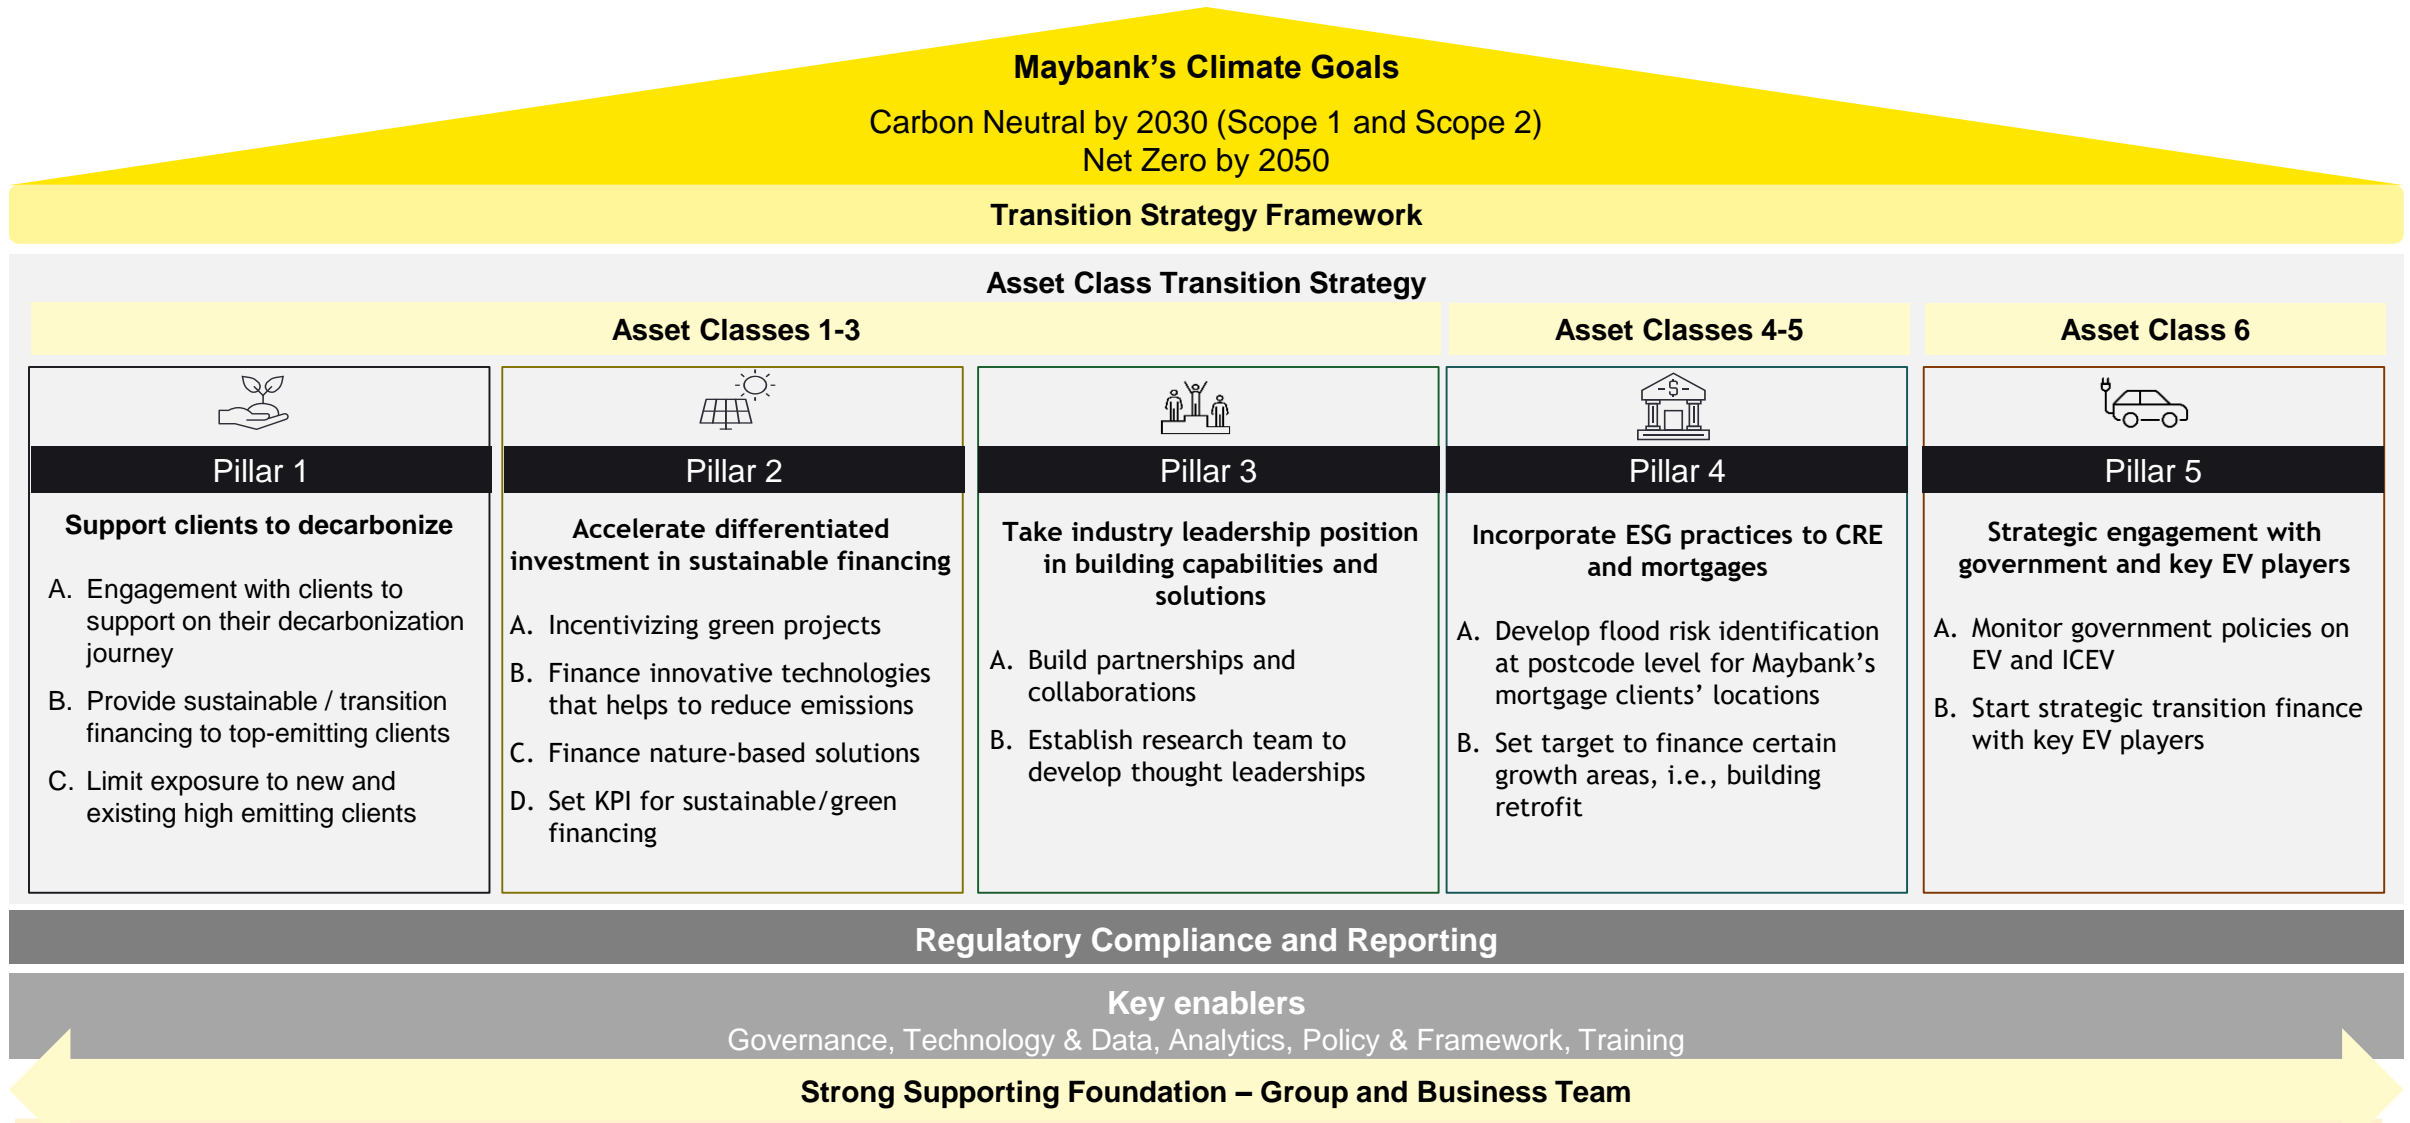 Maybank’s Climate Goals
Carbon Neutral by 2030 (Scope 1 and Scope 2)
Net Zero by 2050
Transition Strategy Framework
Asset Class Transition Strategy
Asset Classes 1-3
Asset Classes 4-5
Asset Class 6
Pillar 1
Support clients to decarbonize
A. Engagement with clients to
support on their decarbonization
journey
B. Provide sustainable / transition
financing to top-emitting clients
C. Limit exposure to new and
existing high emitting clients
Pillar 2
Accelerate differentiated
investment in sustainable financing
A. Incentivizing green projects
B. Finance innovative technologies
that helps to reduce emissions
C. Finance nature-based solutions
D. Set KPI for sustainable/green
financing
Pillar 3
Take industry leadership position
in building capabilities and
solutions
A. Build partnerships and
collaborations
B. Establish research team to
develop thought leaderships
$
Pillar 4
Incorporate ESG practices to CRE
and mortgages
A. Develop flood risk identification
at postcode level for Maybank’s
mortgage clients’ locations
B. Set target to finance certain
growth areas, i.e., building
retrofit
Pillar 5
Strategic engagement with
government and key EV players
A. Monitor government policies on
EV and ICEV
B. Start strategic transition finance
with key EV players
Regulatory Compliance and Reporting
Key enablers
Governance, Technology & Data, Analytics, Policy & Framework, Training
Strong Supporting Foundation – Group and Business Team